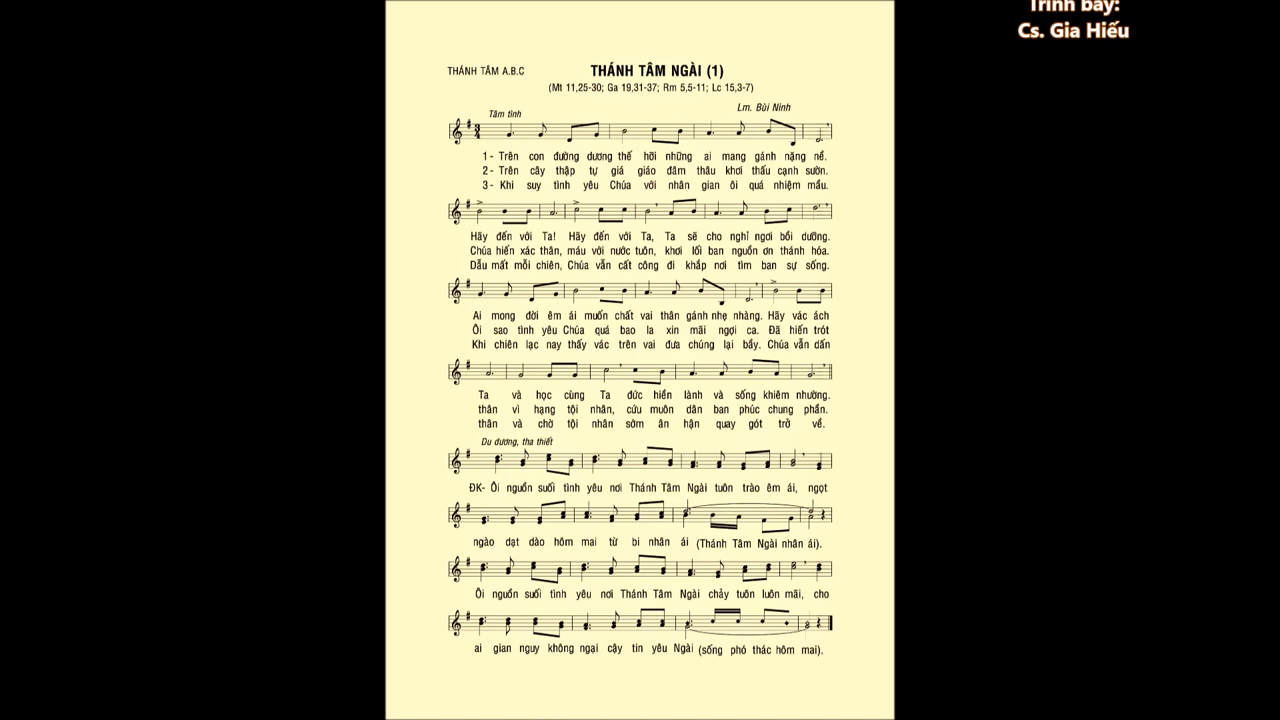 Trình bày:
Cs. Gia Hiếu
THÁNH TÂM A.B.C
THÁNH TÂM NGÀI (1)
(Mt 11,25-30; Ga 19,31-37; Rm 5,5-11; Lc 15,3-7)
Lm. Bùi Ninh
Tâm tình
1- Trên con đường dương thế hỡi những ai mang gánh nặng nề.
2- Trên cây thập tự giá giáo đâm thâu khơi thấu cạnh sườn.
3- Khi suy tình yêu Chúa với nhân gian ôi quá nhiệm mầu.
Hãy đến với Ta! Hãy đến với Ta, Ta sẽ cho nghỉ ngơi bồi dưỡng.
Chúa hiến xác thân, máu với nước tuôn, khơi lối ban nguồn ơn thánh hóa.
Dẫu mất mỗi chiên, Chúa vẫn cất công đi khắp nơi tìm ban sự sống.
Ai mong đời êm ái muốn chất vai thân gánh nhẹ nhàng. Hãy vác ách
Ôi sao tình yêu Chúa quá bao la xin mãi ngợi ca. Đã hiến trót
Khi chiên lạc nay thấy vác trên vai đưa chúng lại bầy. Chúa vẫn dấn
Ta và học cùng Ta đức hiền lành và sống khiêm nhường.
thân vì hạng tội nhân, cứu muôn dân ban phúc chung phần.
thân và chờ tội nhân sớm ăn hận quay gót trở về.
Du dương, tha thiết
ĐK- Ôi nguồn suối tình yêu nơi Thánh Tâm Ngài tuôn trào êm ái, ngọt
ngào dạt dào hôm mai từ bi nhân ái (Thánh Tâm Ngài nhân ái).
Ôi nguồn suối tình yêu nơi Thánh Tâm Ngài chảy tuôn luôn mãi, cho
ai gian nguy không ngại cậy tin yêu Ngài (sống phó thác hôm mai).